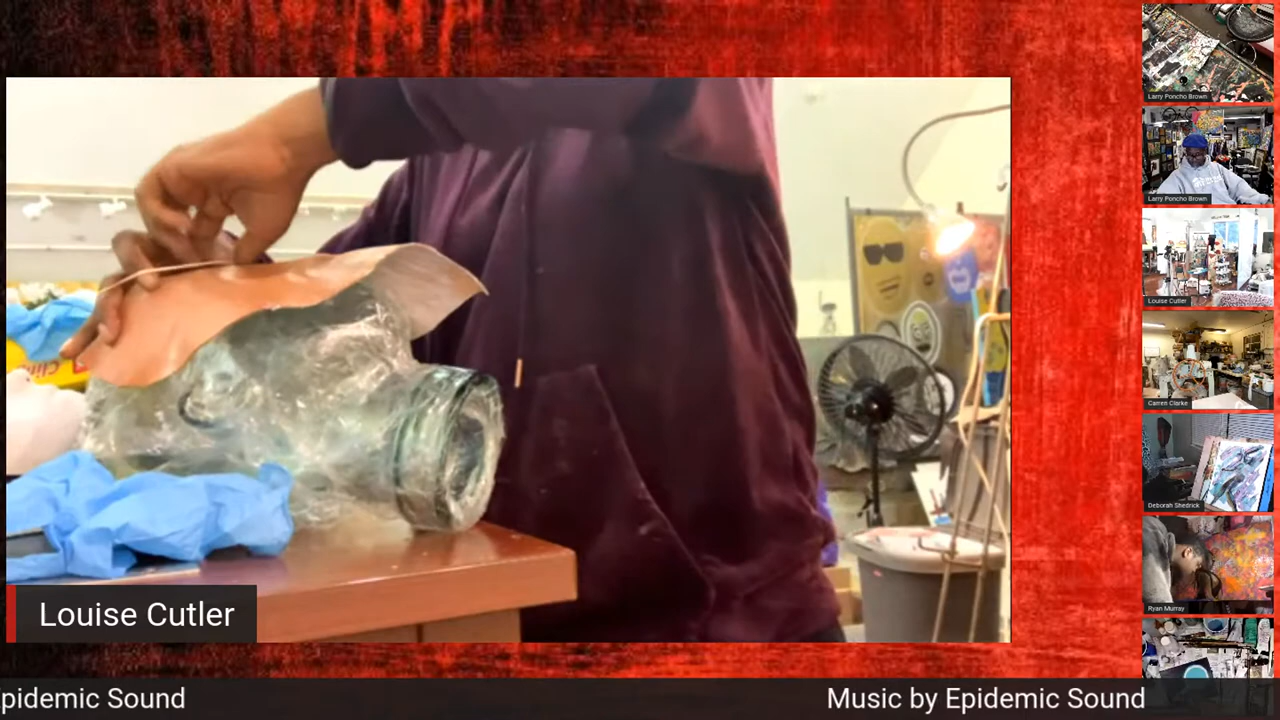 Louise Cutler
Larry Poncho Brown
Larry Poncho Brown
Louise Cutler
Carren Clarke
Deborah Shedrick
Ryan Murray
pidemic Sound
Music by Epidemic Sound